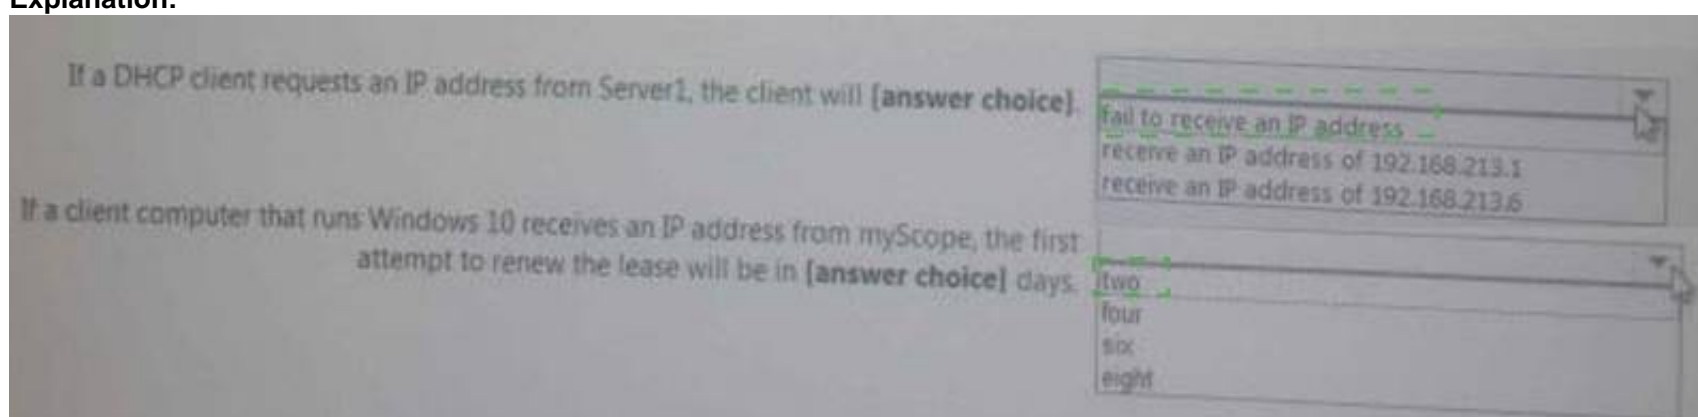 Explanation:
If a DHCP client requests an IP address from Server1, the client will [answer choice].
fail to receive an IP address
receive an IP address of 192.168.213.1
receive an IP address of 192.168.213.6
If a client computer that runs Windows 10 receives an IP address from myScope, the first
attempt to renew the lease will be in [answer choice] days.
two
four
six
eight